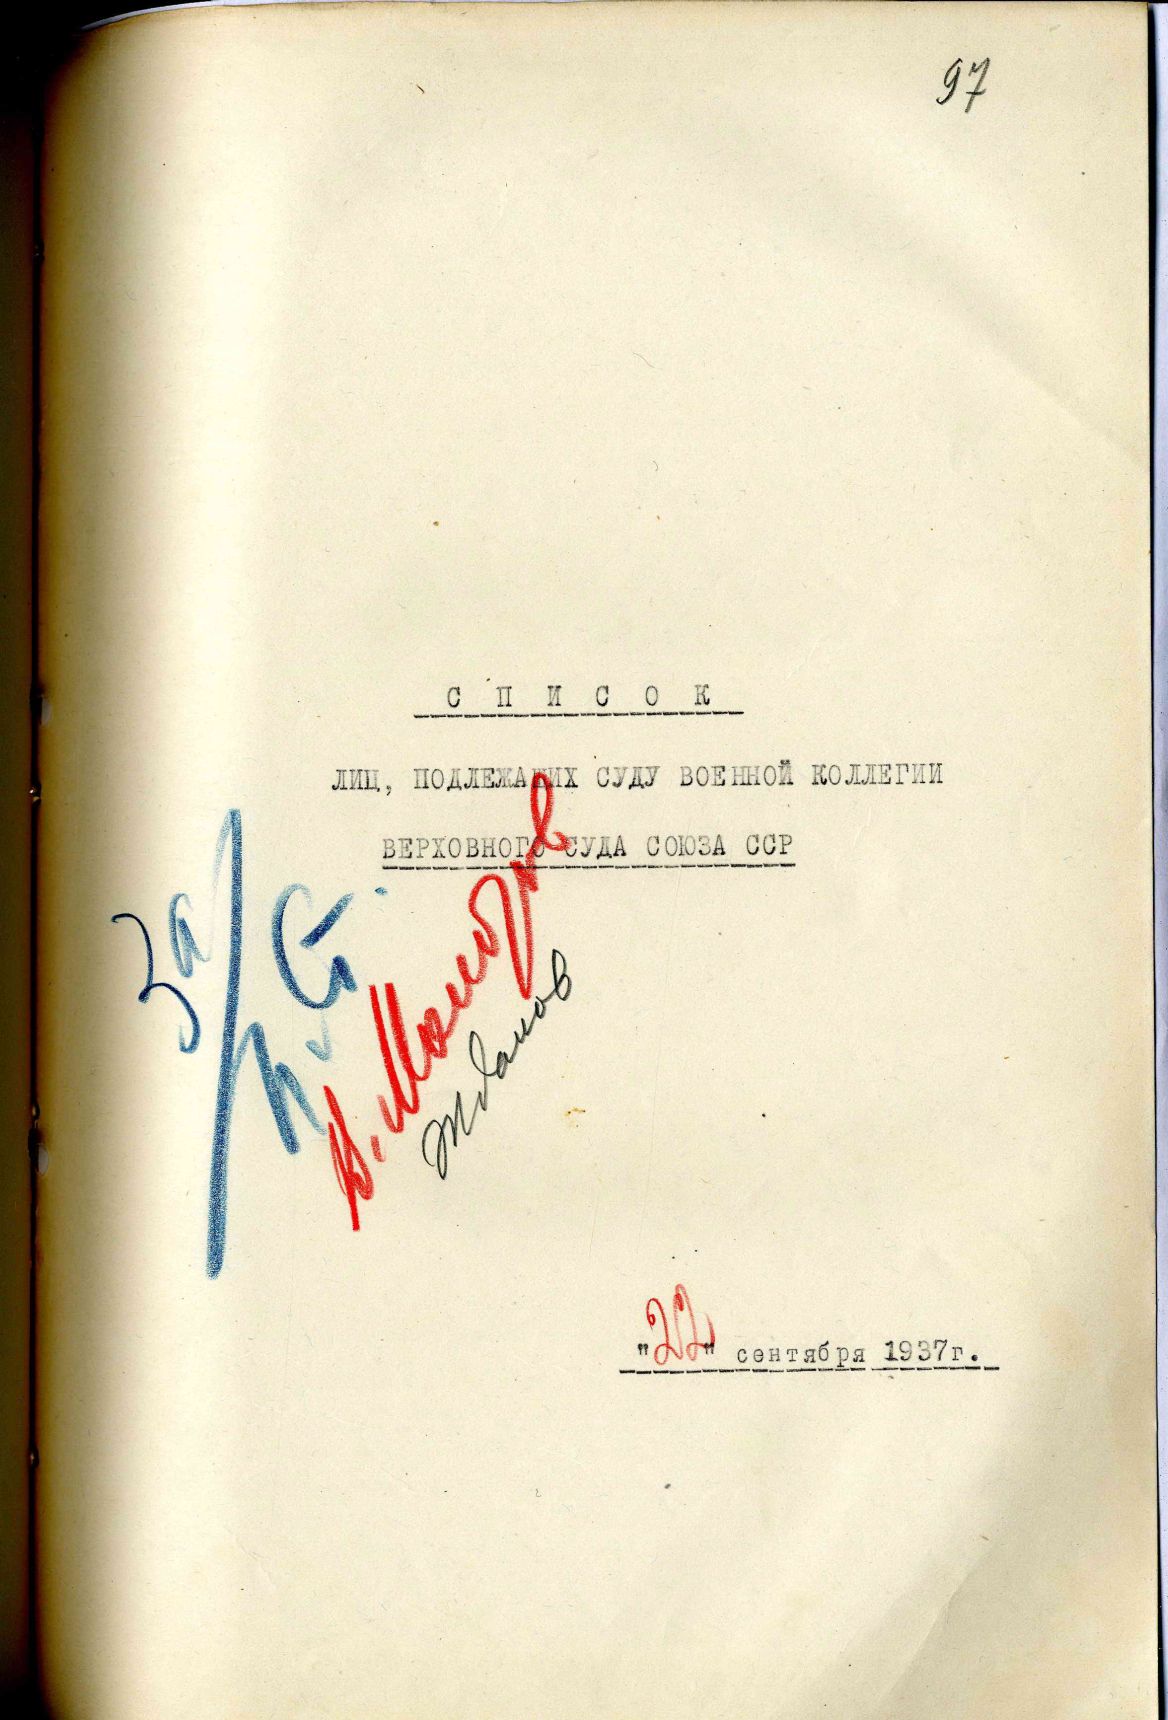 97
С П И С О К
ЛИЦ, ПОДЛЕЖАЩИХ СУДУ ВОЕННОЙ КОЛЛЕГИИ
ВЕРХОВНОГО СУДА СОЮЗА ССР
За
И. Ст.
В. Молотов
Жданов
"22" сентября 1937г.